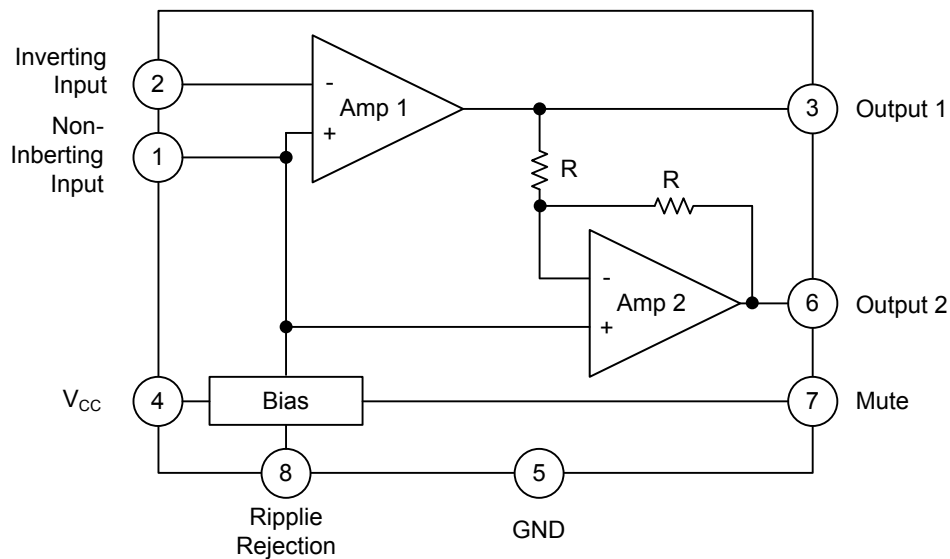 Inverting
Input
2
-
Amp 1
+
3
Output 1
Non-
Inberting
Input
1
R
R
-
Amp 2
+
6
Output 2
VCC
4
Bias
7
Mute
8
5
Ripplie
Rejection
GND